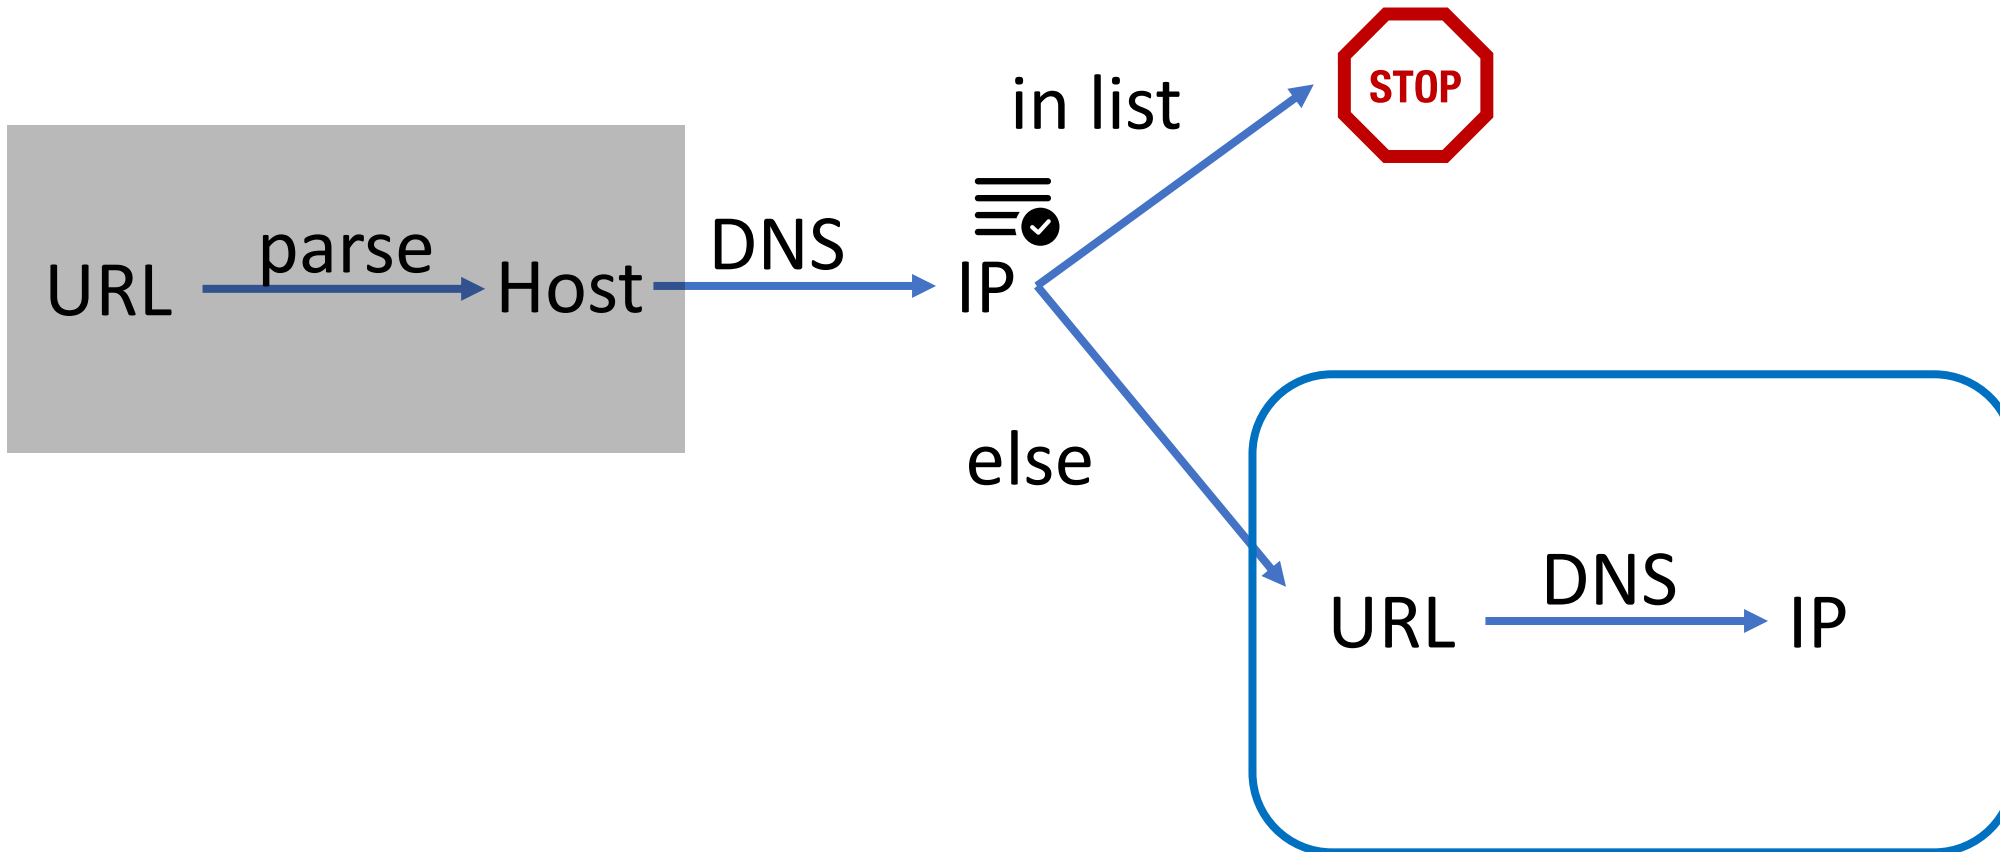 STOP
in list
URL
parse
Host
DNS
IP
else
URL
DNS
IP